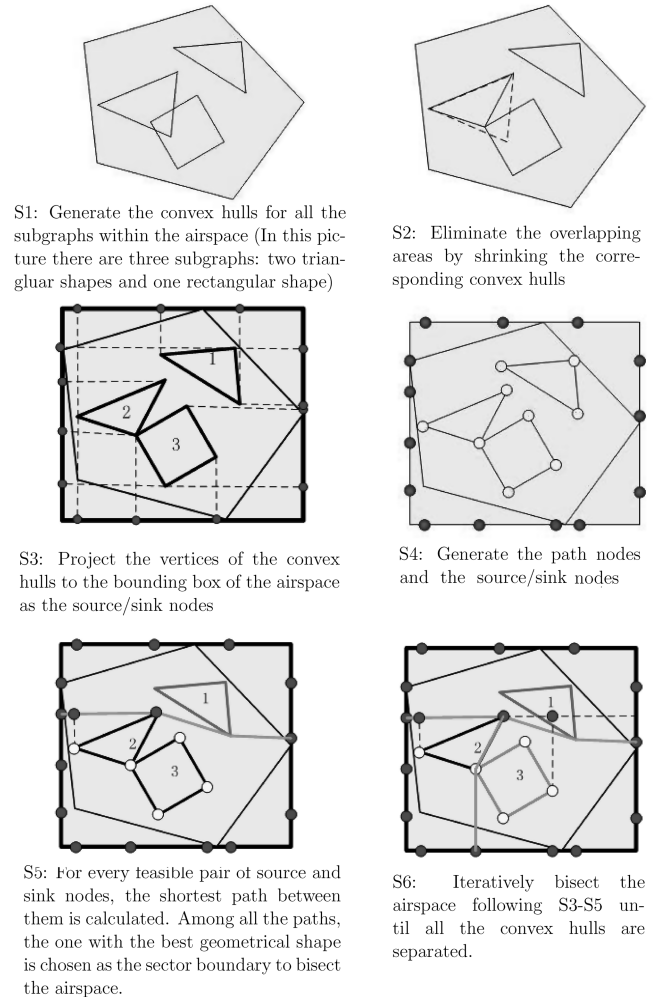 S1: Generate the convex hulls for all the
subgraphs within the airspace (In this pic-
ture there are three subgraphs: two trian-
gluar shapes and one rectangular shape)
S2: Eliminate the overlapping
areas by shrinking the corre-
sponding convex hulls
1
2
3
S3: Project the vertices of the convex
hulls to the bounding box of the airspace
as the source/sink nodes
S4: Generate the path nodes
and the source/sink nodes
1
2
3
S5: For every feasible pair of source and
sink nodes, the shortest path between
them is calculated. Among all the paths,
the one with the best geometrical shape
is chosen as the sector boundary to bisect
the airspace.
1
2
3
S6: Iteratively bisect the
airspace following S3-S5 un-
til all the convex hulls are
separated.